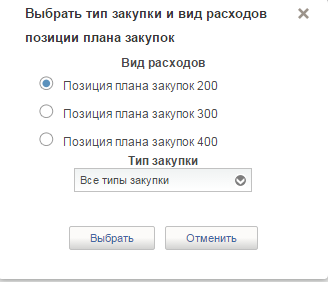 Выбрать тип закупки и вид расходов
позиции плана закупок
Вид расходов
Позиция плана закупок 200
Позиция плана закупок 300
Позиция плана закупок 400
Тип закупки
Все типы закупки
Выбрать Отменить